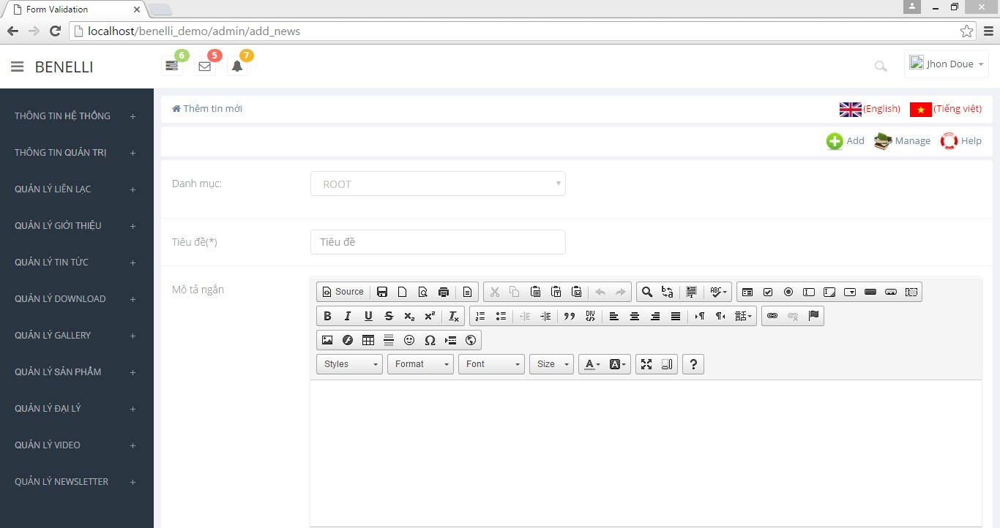 Form Validation
localhost/benelli_demo/admin/add_news
BENELLI
6
5
7
Jhon Doue
THÔNG TIN HỆ THỐNG
THÔNG TIN QUẢN TRỊ
QUẢN LÝ LIÊN LẠC
QUẢN LÝ GIỚI THIỆU
QUẢN LÝ TIN TỨC
QUẢN LÝ DOWNLOAD
QUẢN LÝ GALLERY
QUẢN LÝ SẢN PHẨM
QUẢN LÝ ĐẠI LÝ
QUẢN LÝ VIDEO
QUẢN LÝ NEWSLETTER
Thêm tin mới
(English) (Tiếng việt)
Add Manage Help
Danh mục: ROOT
Tiêu đề(*) Tiêu đề
Mô tả ngắn
Source
Styles Format Font Size